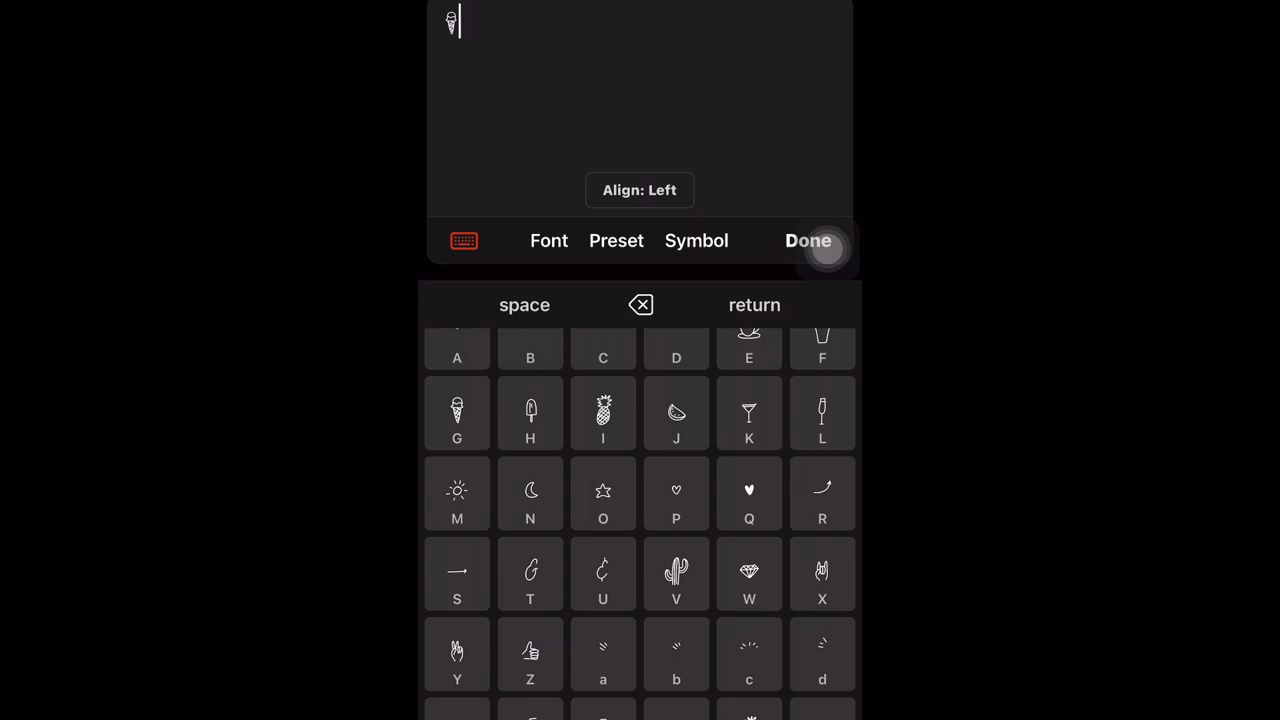 Align: Left
Font Preset Symbol Done
space return
A B C D E F
G H I J K L
M N O P Q R
S T U V W X
Y Z a b c d